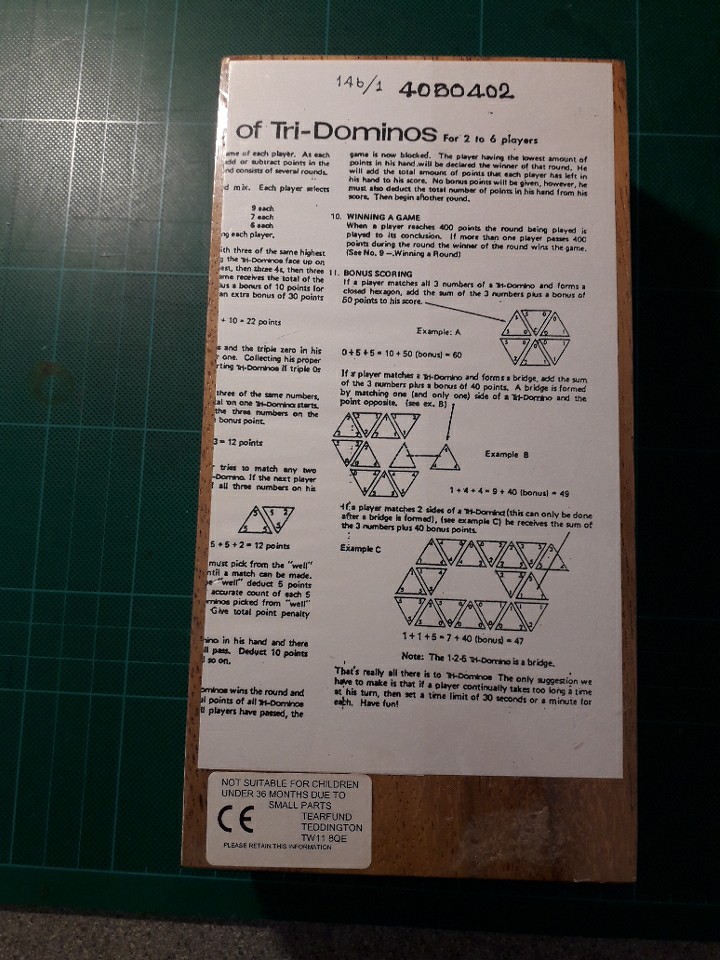 14b/1 4080402
of Tri-Dominos For 2 to 6 players
ame of each player. As each
add or subtract points in the
nd consists of several rounds.
d mix. Each player selects
9 each
7 each
6 each
ng each player.
ith three of the same highest
g the Tri-Dominos face up on
est, then three 4s, then three
ame receives the total of the
us a bonus of 10 points for
an extra bonus of 30 points
+ 10 = 22 points
s and the triple zero in his
r one. Collecting his proper
rting Tri-Dominos if triple 0s
three of the same numbers,
on one Tri-Domino starts.
the three numbers on the
bonus point.
3 = 12 points
r tries to match any two
-Domino. If the next player
f all three numbers on his
5 + 5 + 2 = 12 points
must pick from the "well"
ntil a match can be made.
e "well" deduct 5 points
accurate count of each 5
minos picked from "well"
Give total point penalty
nino in his hand and there
ll pass. Deduct 10 points
so on.
ominos wins the round and
al points of all Tri-Dominos
ll players have passed, the
game is now blocked. The player having the lowest amount of
points in his hand will be declared the winner of that round. He
will add the total amount of points that each player has left in
his hand to his score. No bonus points will be given, however, he
must also deduct the total number of points in his hand from his
score. Then begin another round.
10. WINNING A GAME
When a player reaches 400 points the round being played is
played to its conclusion. If more than one player passes 400
points during the round the winner of the round wins the game.
(See No. 9 — Winning a Round)
11. BONUS SCORING
If a player matches all 3 numbers of a Tri-Domino and forms a
closed hexagon, add the sum of the 3 numbers plus a bonus of
50 points to his score.
Example: A
0 + 5 + 5 = 10 + 50 (bonus) = 60
If a player matches a Tri-Domino and forms a bridge, add the sum
of the 3 numbers plus a bonus of 40 points. A bridge is formed
by matching one (and only one) side of a Tri-Domino and the
point opposite. (see ex. B)
Example B
1 + 4 + 4 = 9 + 40 (bonus) = 49
If a player matches 2 sides of a Tri-Domino (this can only be done
after a bridge is formed), (see example C) he receives the sum of
the 3 numbers plus 40 bonus points.
Example C
1 + 1 + 5 = 7 + 40 (bonus) = 47
Note: The 1-2-6 Tri-Domino is a bridge.
That's really all there is to Tri-Dominos The only suggestion we
have to make is that if a player continually takes too long a time
at his turn, then set a time limit of 30 seconds or a minute for
each. Have fun!
NOT SUITABLE FOR CHILDREN
UNDER 36 MONTHS DUE TO
SMALL PARTS
CE
TEARFUND
TEDDINGTON
TW11 8QE
PLEASE RETAIN THIS INFORMATION